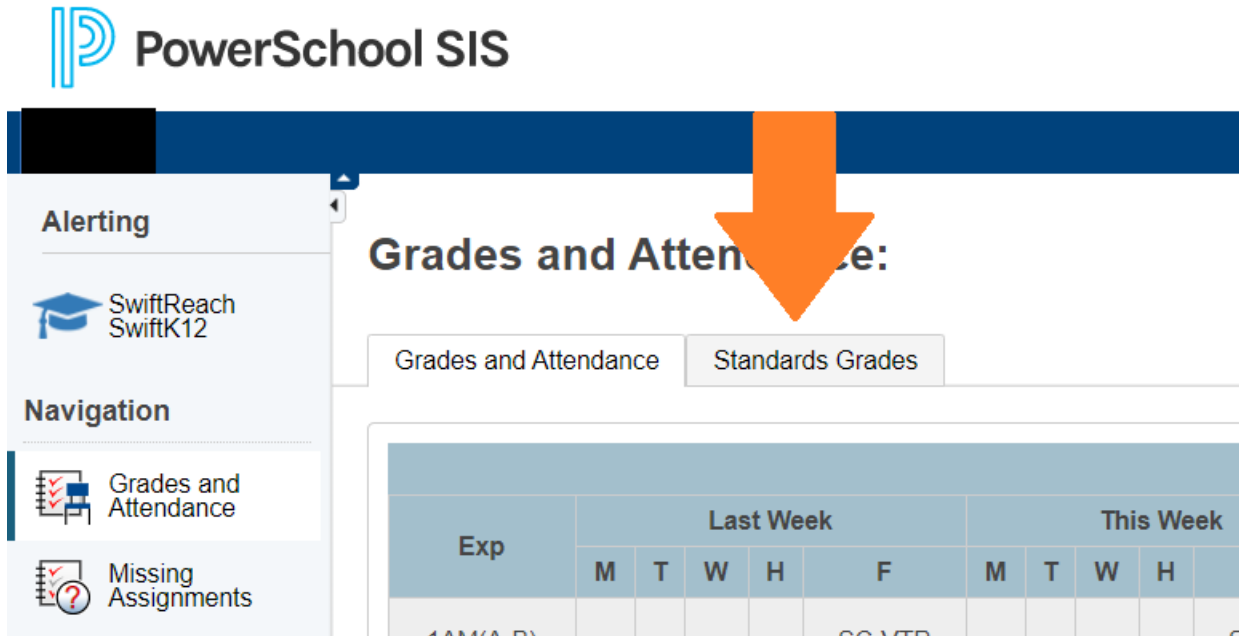 PowerSchool SIS
Alerting
SwiftReach
SwiftK12
Navigation
Grades and
Attendance
Missing
Assignments
Grades and Atten e:
Grades and Attendance
Standards Grades
Exp
Last Week
This Week
M T W H F M T W H